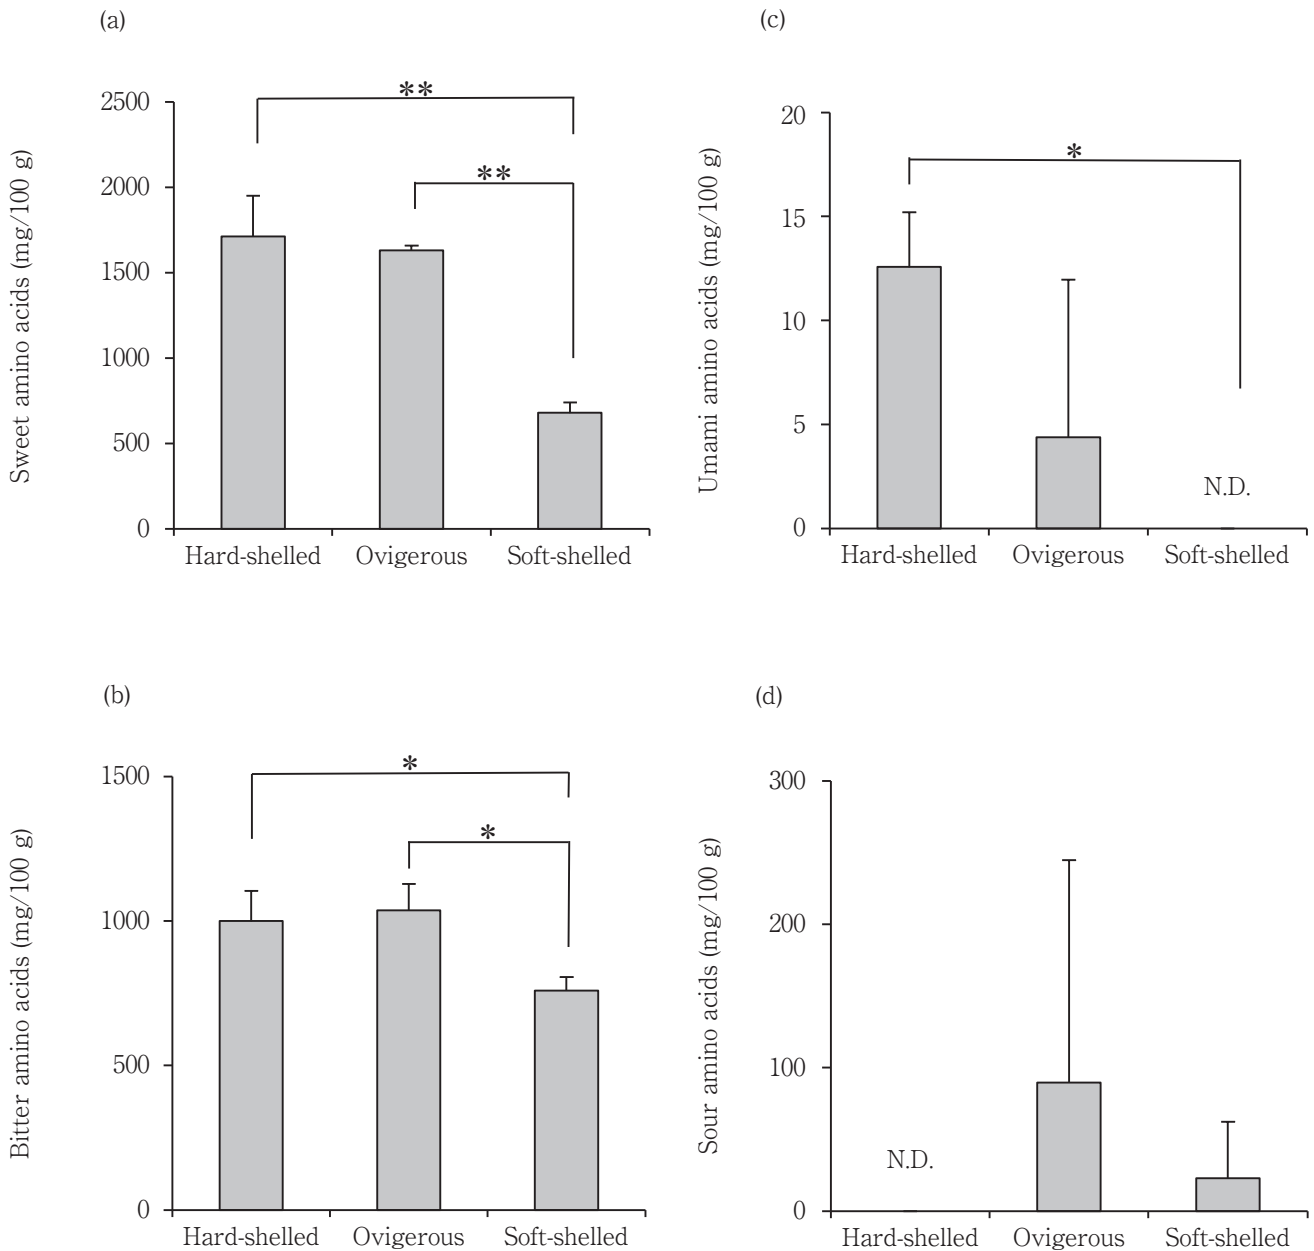 (a)
Sweet amino acids (mg/100 g)
2500
2000
1500
1000
500
0
**
**
Hard-shelled Ovigerous Soft-shelled
(c)
Umami amino acids (mg/100 g)
20
15
10
5
0
*
N.D.
Hard-shelled Ovigerous Soft-shelled
(b)
Bitter amino acids (mg/100 g)
1500
1000
500
0
*
*
Hard-shelled Ovigerous Soft-shelled
(d)
Sour amino acids (mg/100 g)
300
200
100
0
N.D.
Hard-shelled Ovigerous Soft-shelled